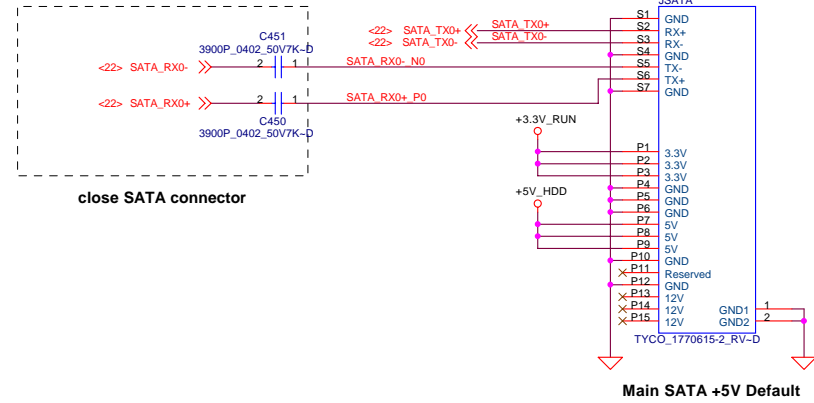 JSATA
C451
3900P_0402_50V7K~D
<22> SATA_RX0- 2 1 SATA_RX0-_N0
<22> SATA_RX0+ 2 1 SATA_RX0+_P0
C450
3900P_0402_50V7K~D
close SATA connector
<22> SATA_TX0+ SATA_TX0+
<22> SATA_TX0- SATA_TX0-
S1 GND
S2 RX+
S3 RX-
S4 GND
S5 TX-
S6 TX+
S7 GND
+3.3V_RUN
P1 3.3V
P2 3.3V
P3 3.3V
P4 GND
+5V_HDD
P5 GND
P6 GND
P7 5V
P8 5V
P9 5V
P10 GND
P11 Reserved
P12 GND
P13 12V
P14 12V GND1 1
P15 12V GND2 2
TYCO_1770615-2_RV~D
Main SATA +5V Default